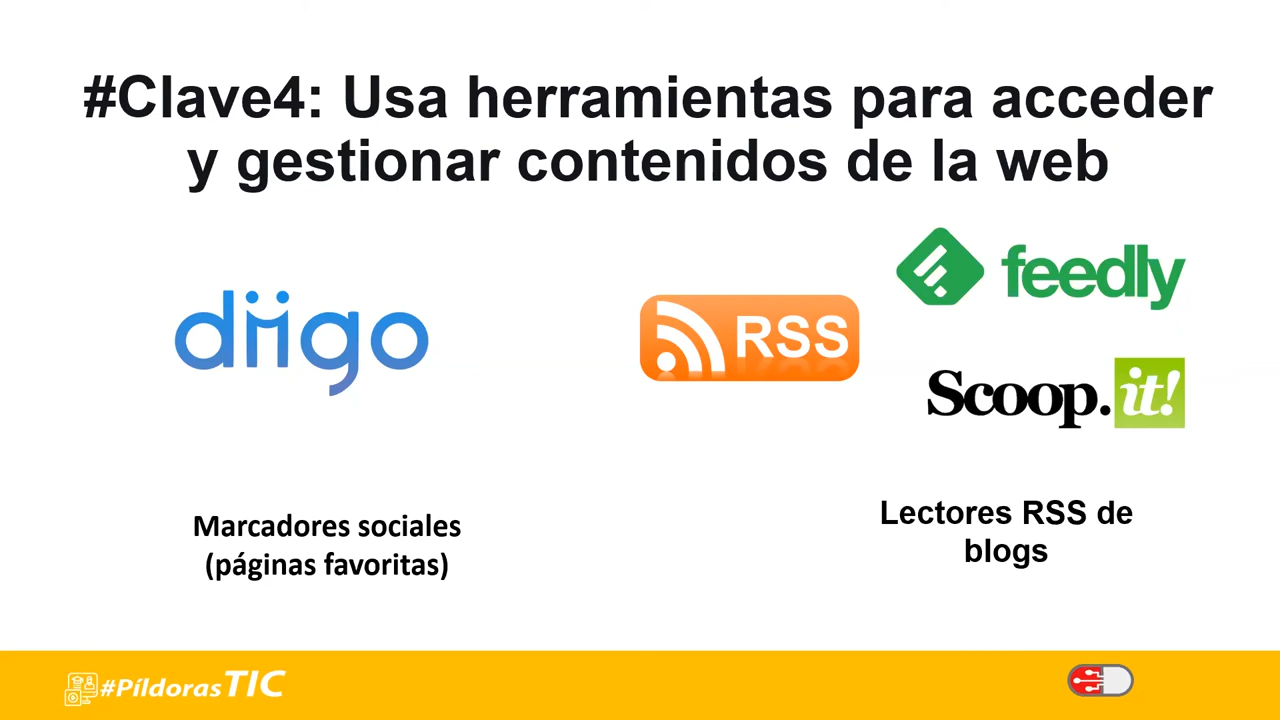 #Clave4: Usa herramientas para acceder
y gestionar contenidos de la web
diigo
RSS
feedly
Scoop.it!
Marcadores sociales
(páginas favoritas)
Lectores RSS de
blogs
#PíldorasTIC